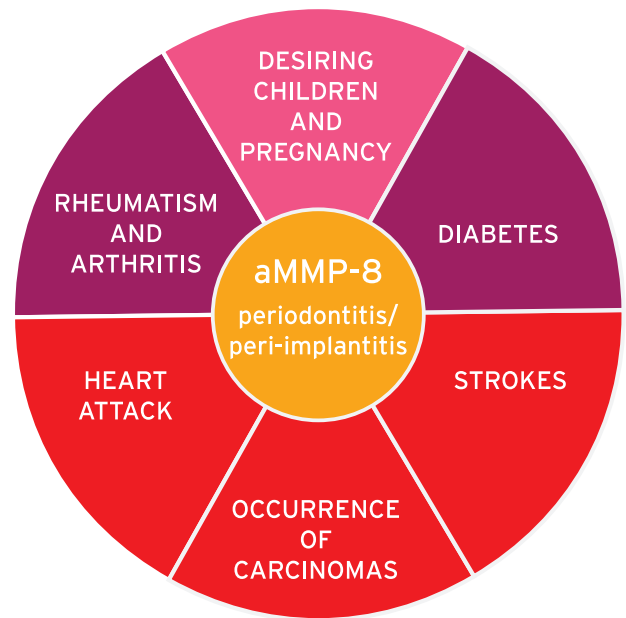 DESIRING
CHILDREN
AND
PREGNANCY
RHEUMATISM
AND
ARTHRITIS
DIABETES
aMMP-8
periodontitis/
peri-implantitis
HEART
ATTACK
STROKES
OCCURRENCE
OF
CARCINOMAS